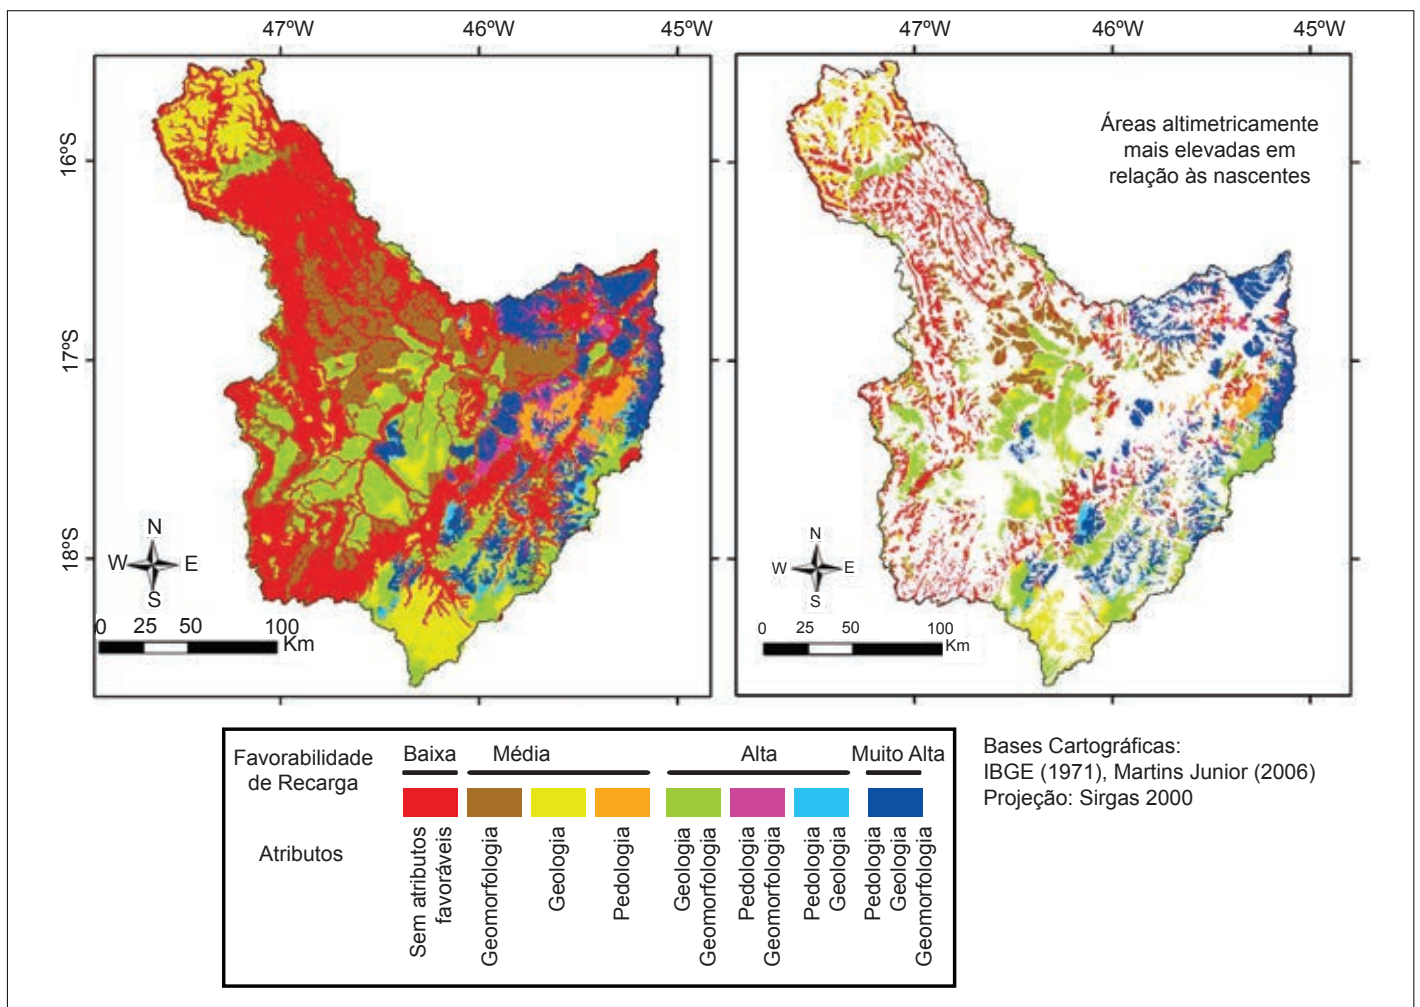 47ºW 46ºW 45ºW
47ºW 46ºW 45ºW
16ºS
17ºS
18ºS
Áreas altimetricamente
mais elevadas em
relação às nascentes
N
W E
S
0 25 50 100
Km
N
W E
S
0 25 50 100
Km
Favorabilidade
de Recarga
Baixa Média Alta Muito Alta
Atributos
Sem atributos
favoráveis
Geomorfologia
Geologia
Pedologia
Geologia
Geomorfologia
Pedologia
Geomorfologia
Pedologia
Geologia
Pedologia
Geologia
Geomorfologia
Bases Cartográficas:
IBGE (1971), Martins Junior (2006)
Projeção: Sirgas 2000